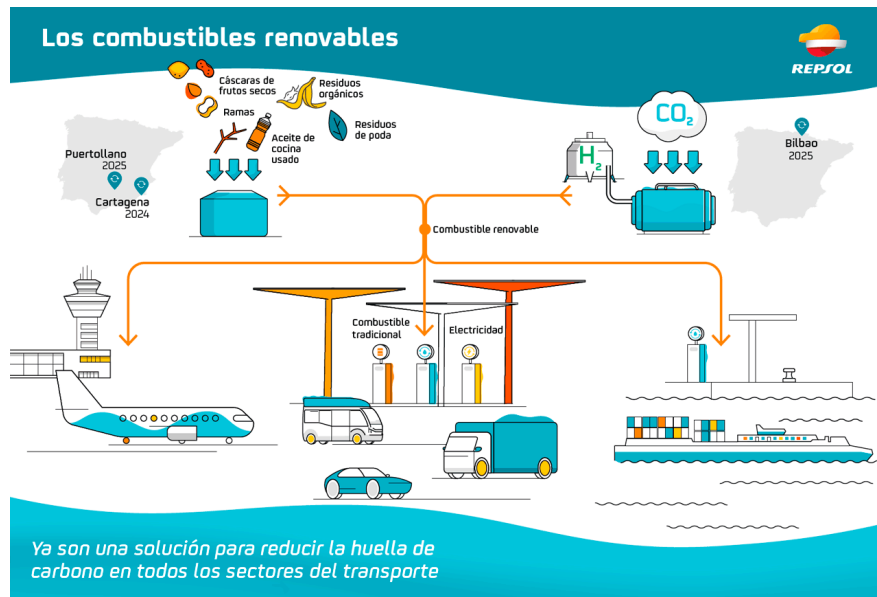 Los combustibles renovables
REPSOL
Cáscaras de
frutos secos
Residuos
orgánicos
Ramas
Aceite de
cocina
usado
Residuos
de poda
Puertollano
2025
Cartagena
2024
H2
CO2
Bilbao
2025
Combustible renovable
Combustible
tradicional
Electricidad
Ya son una solución para reducir la huella de
carbono en todos los sectores del transporte